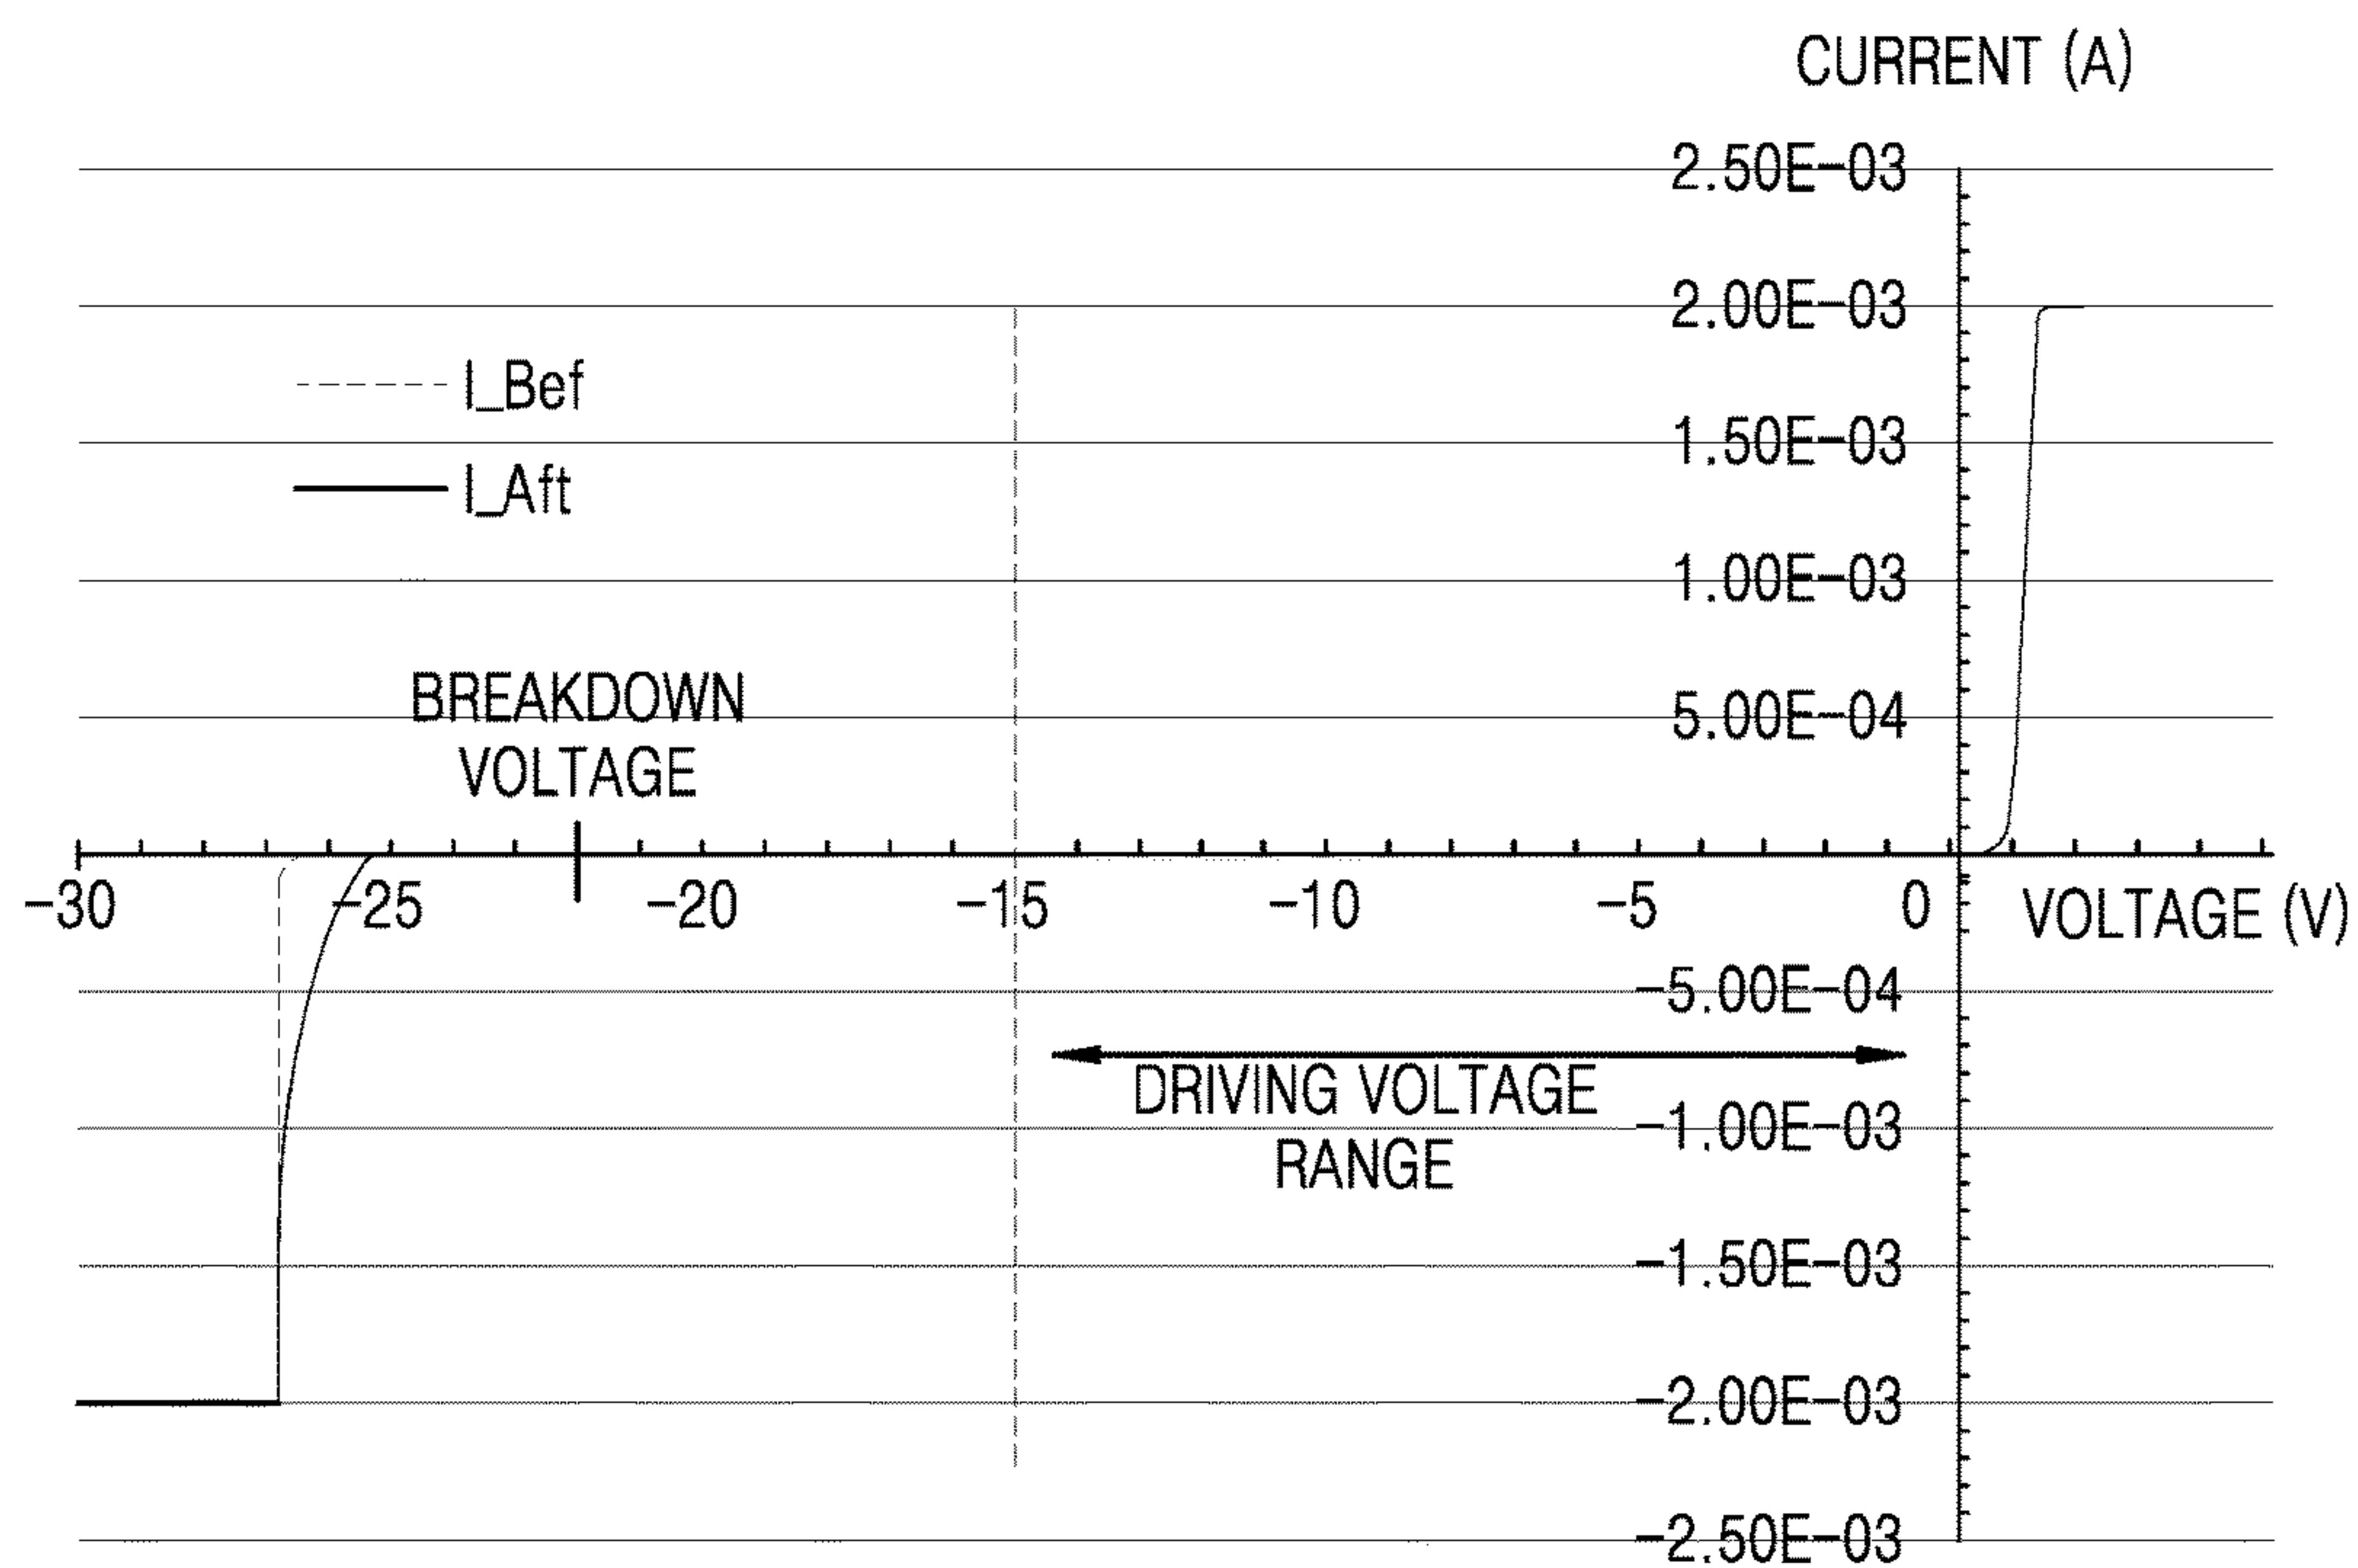 CURRENT (A)
2.50E-03
2.00E-03
I_Bef
1.50E-03
I_Aft
1.00E-03
BREAKDOWN
VOLTAGE
5.00E-04
-30 -25 -20 -15 -10 -5 0 VOLTAGE (V)
-5.00E-04
DRIVING VOLTAGE
RANGE
-1.00E-03
-1.50E-03
-2.00E-03
-2.50E-03